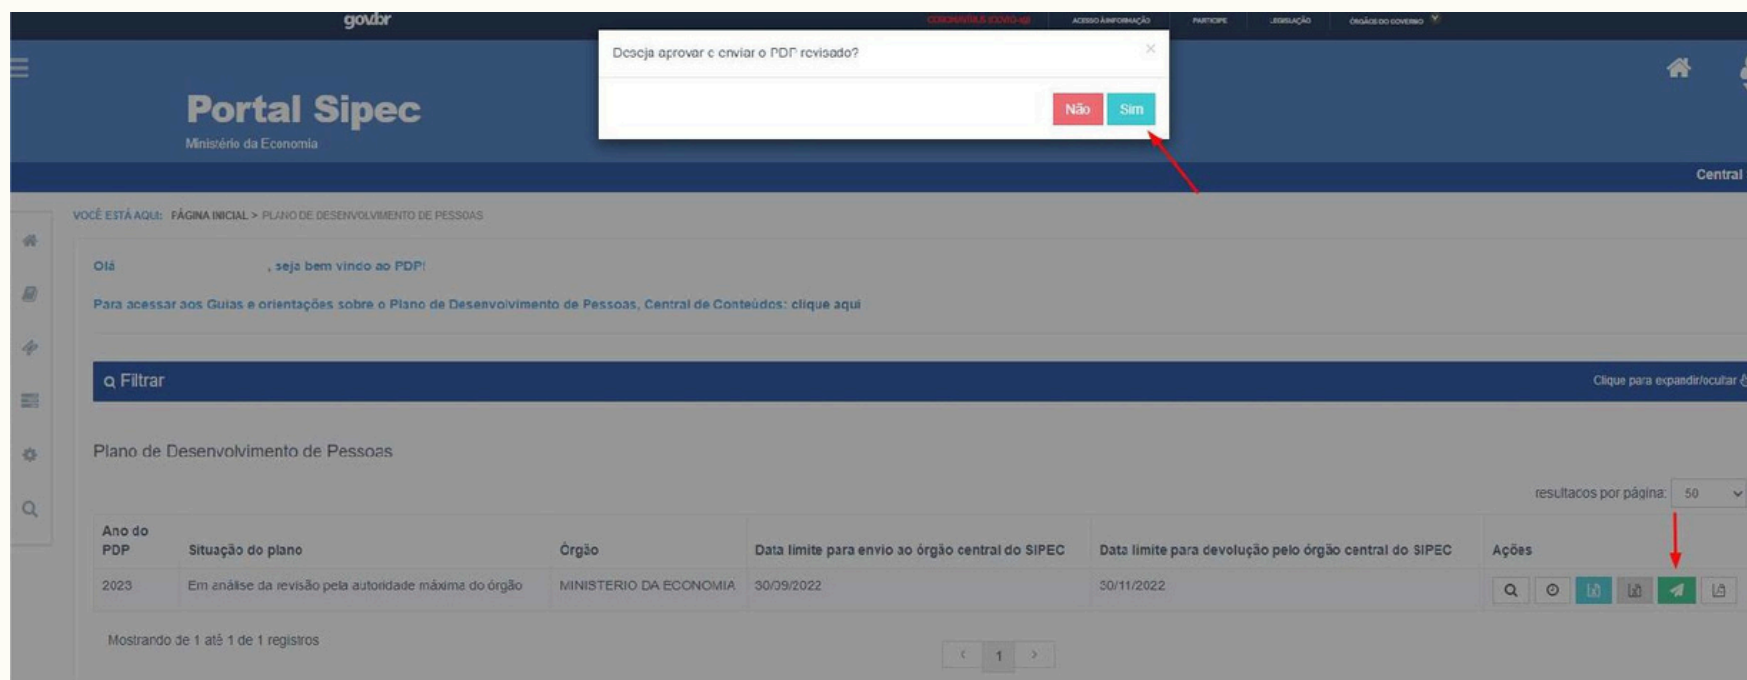 gov.br
CORONAVÍRUS (COVID-19) ACESSO À INFORMAÇÃO PARTICIPE LEGISLAÇÃO ÓRGÃOS DO GOVERNO
Deseja aprovar e enviar o PDP revisado? ×
Não Sim
Portal Sipec
Ministério da Economia
Central
VOCÊ ESTÁ AQUI: PÁGINA INICIAL > PLANO DE DESENVOLVIMENTO DE PESSOAS
Olá , seja bem vindo ao PDP!
Para acessar aos Guias e orientações sobre o Plano de Desenvolvimento de Pessoas, Central de Conteúdos: clique aqui
Filtrar Clique para expandir/ocultar
Plano de Desenvolvimento de Pessoas
resultados por página: 50
Ano do PDP Situação do plano Órgão Data limite para envio ao órgão central do SIPEC Data limite para devolução pelo órgão central do SIPEC Ações
2023 Em análise da revisão pela autoridade máxima do órgão MINISTERIO DA ECONOMIA 30/09/2022 30/11/2022
Mostrando de 1 até 1 de 1 registros
‹ 1 ›